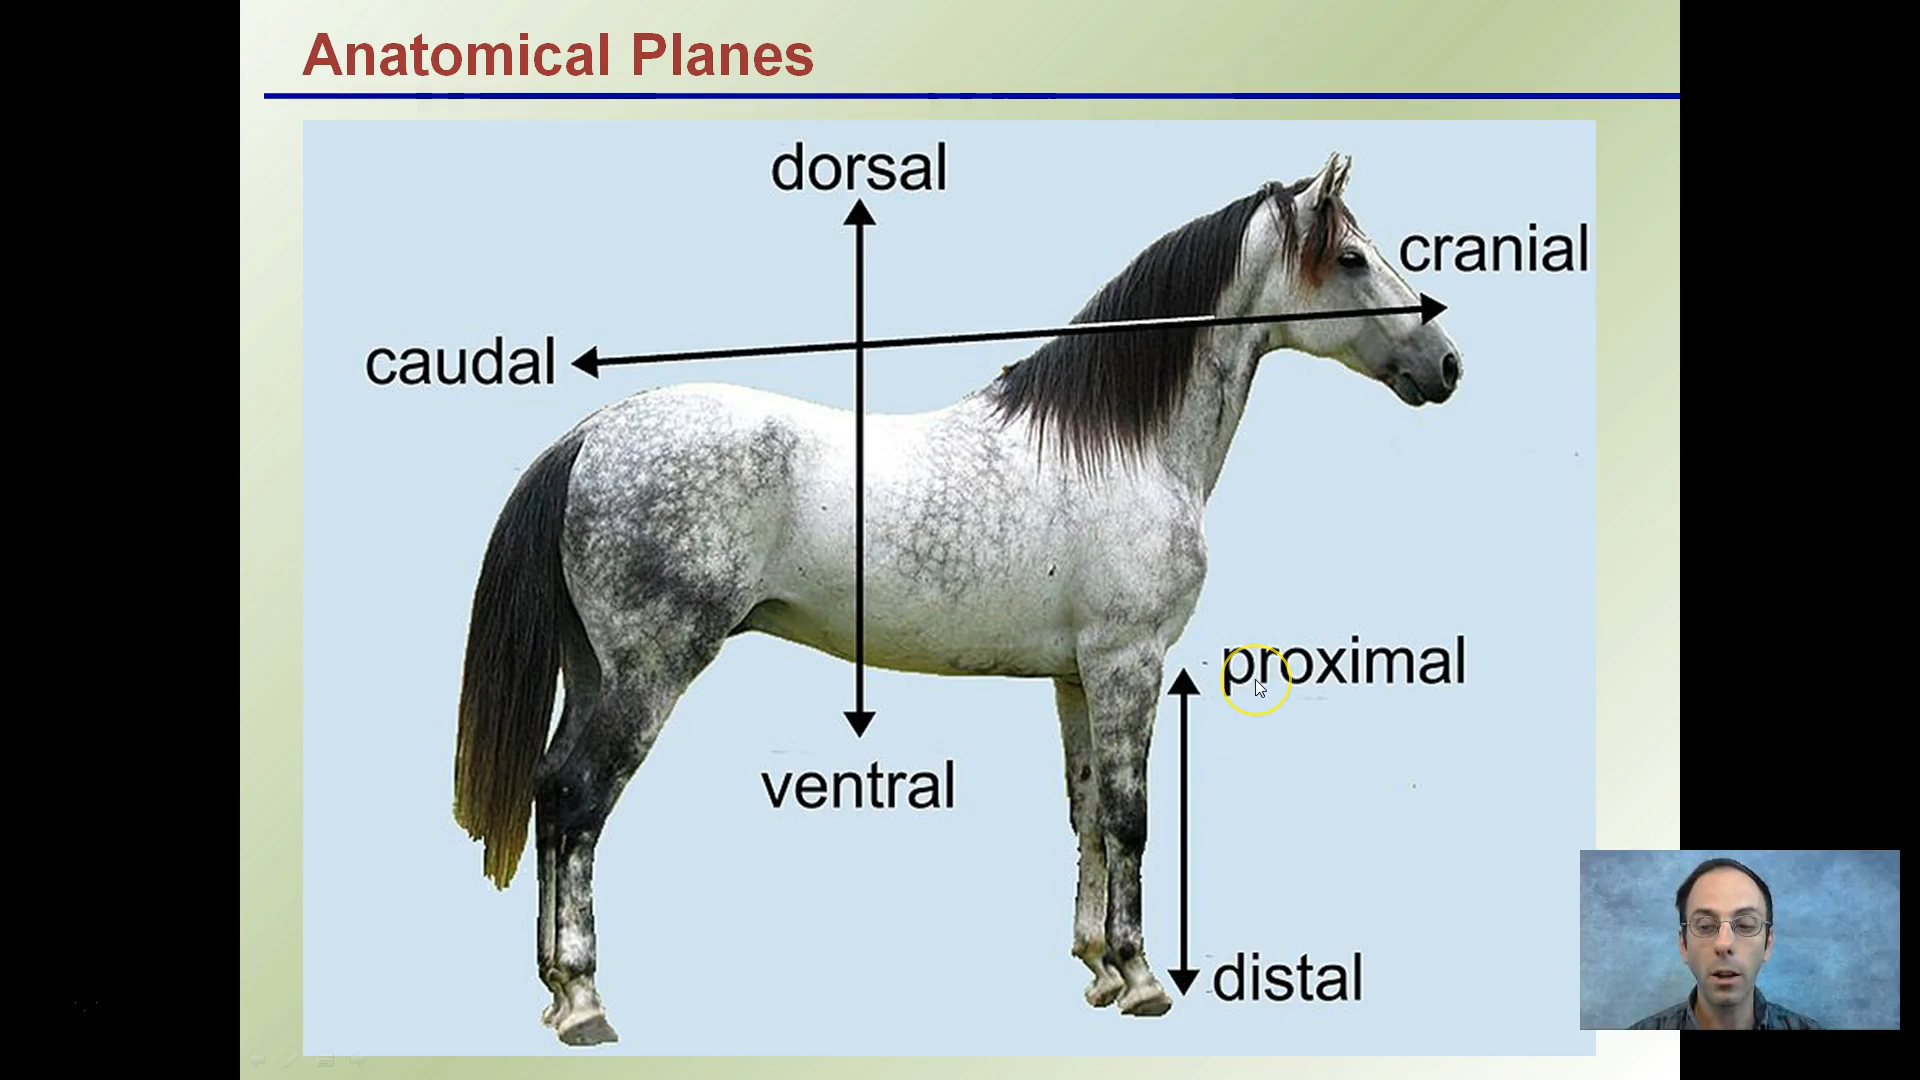 Anatomical Planes
dorsal
cranial
caudal
proximal
ventral
distal